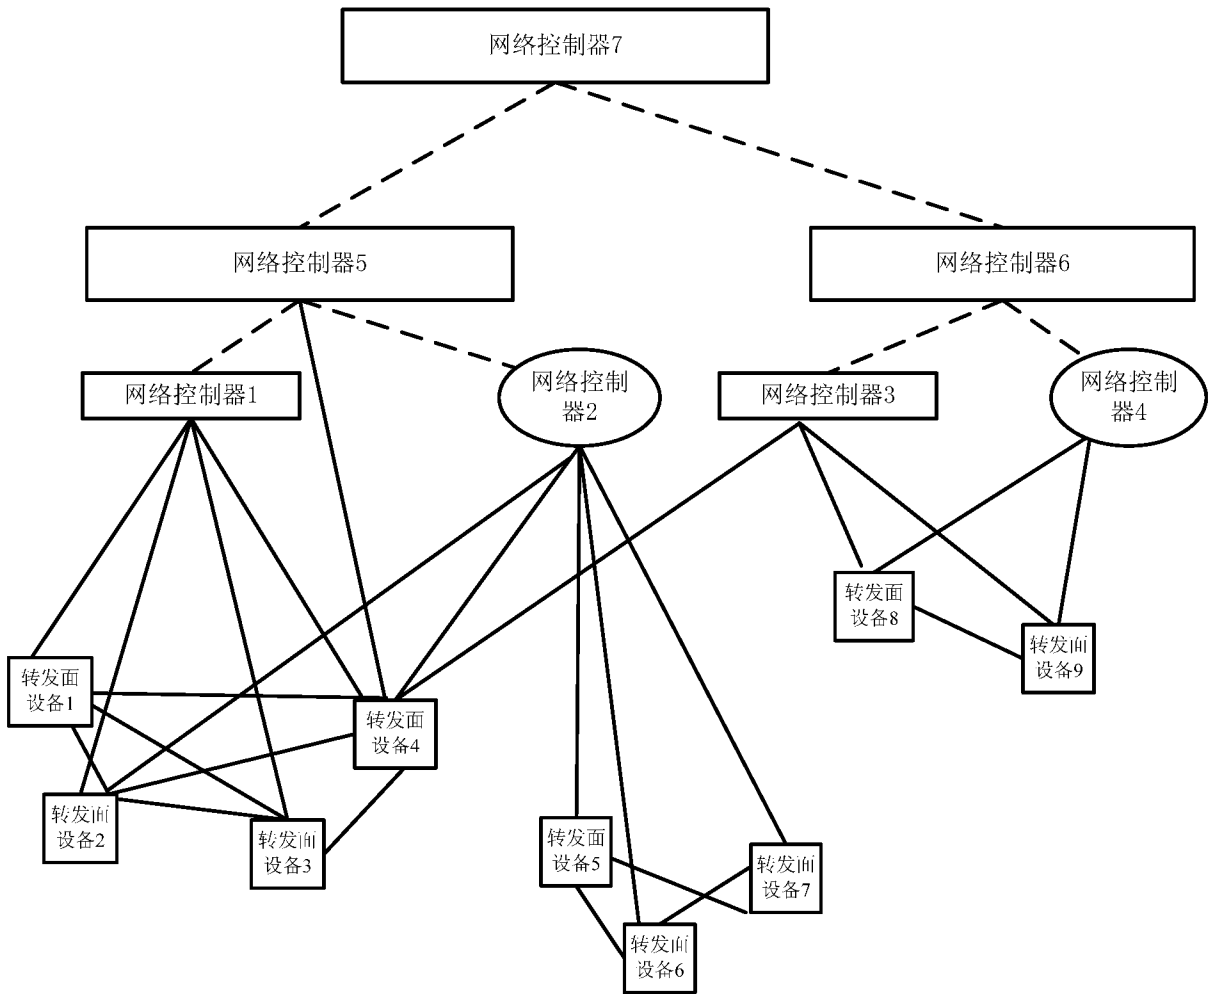 网络控制器7
网络控制器5
网络控制器6
网络控制器1
网络控制
器2
网络控制器3
网络控制
器4
转发面
设备8
转发面
设备9
转发面
设备1
转发面
设备4
转发面
设备2
转发面
设备3
转发面
设备5
转发面
设备7
转发面
设备6